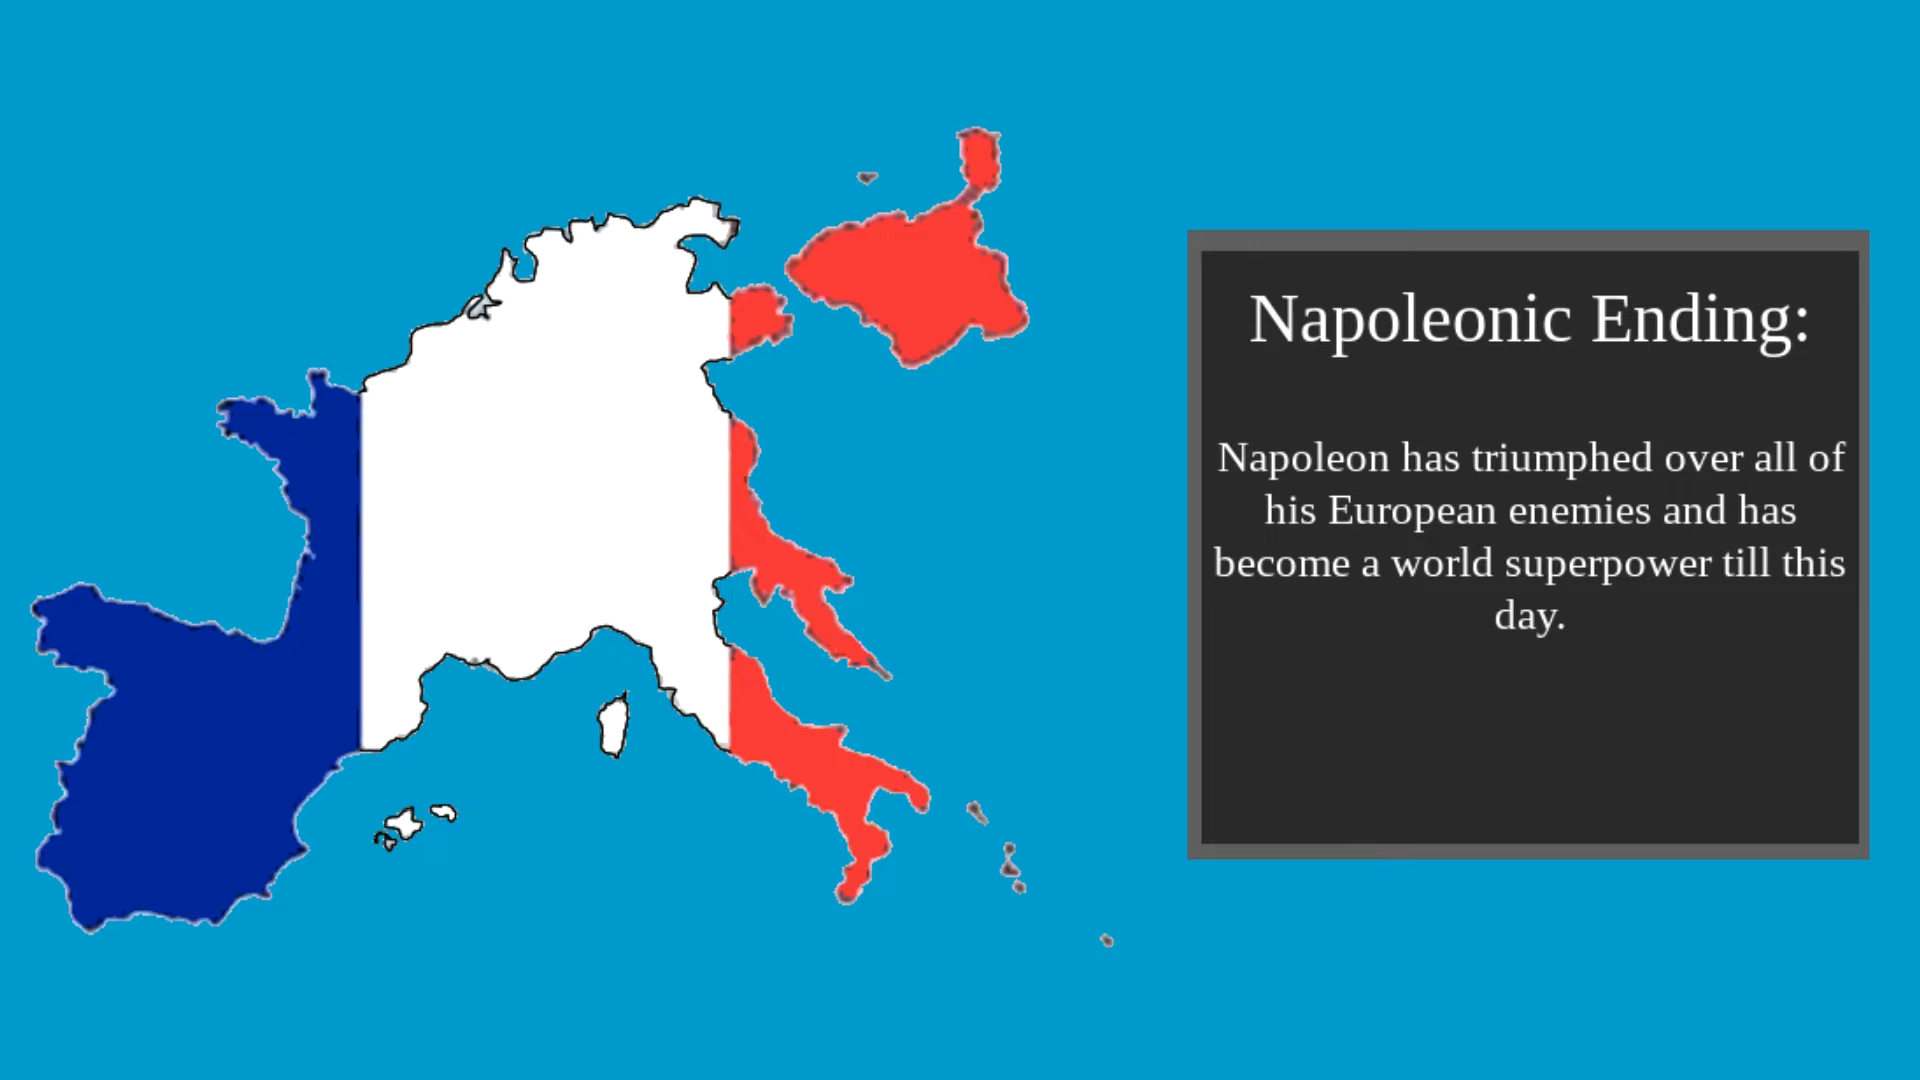 Napoleonic Ending:
Napoleon has triumphed over all of
his European enemies and has
become a world superpower till this
day.